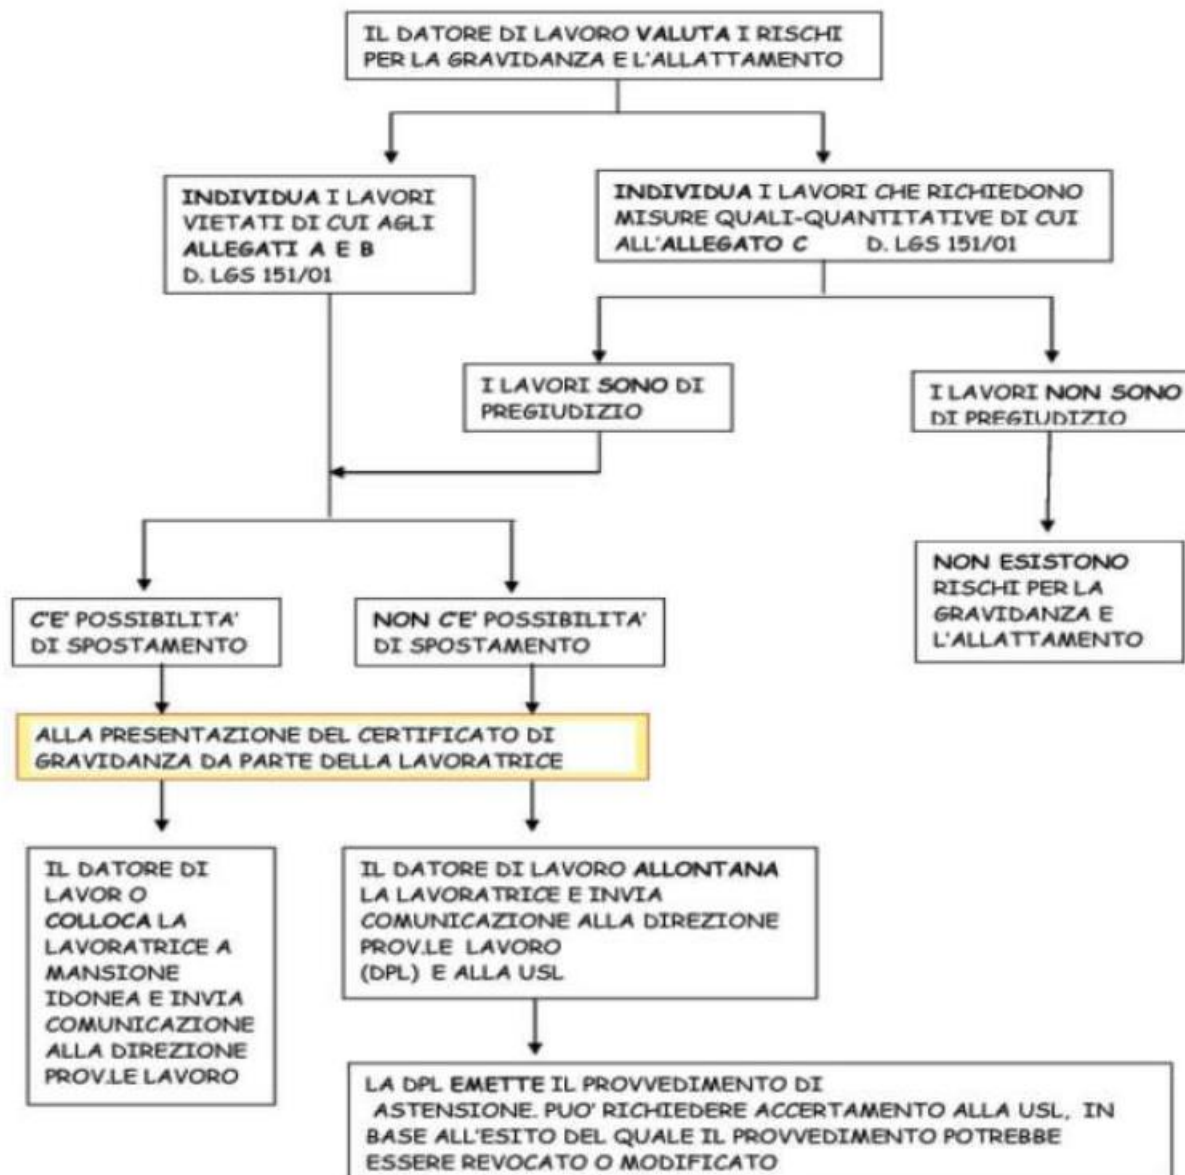 IL DATORE DI LAVORO VALUTA I RISCHI
PER LA GRAVIDANZA E L'ALLATTAMENTO
INDIVIDUA I LAVORI
VIETATI DI CUI AGLI
ALLEGATI A E B
D. LGS 151/01
INDIVIDUA I LAVORI CHE RICHIEDONO
MISURE QUALI-QUANTITATIVE DI CUI
ALL'ALLEGATO C D. LGS 151/01
I LAVORI SONO DI
PREGIUDIZIO
I LAVORI NON SONO
DI PREGIUDIZIO
C'E' POSSIBILITA'
DI SPOSTAMENTO
NON C'E' POSSIBILITA'
DI SPOSTAMENTO
NON ESISTONO
RISCHI PER LA
GRAVIDANZA E
L'ALLATTAMENTO
ALLA PRESENTAZIONE DEL CERTIFICATO DI
GRAVIDANZA DA PARTE DELLA LAVORATRICE
IL DATORE DI
LAVOR O
COLLOCA LA
LAVORATRICE A
MANSIONE
IDONEA E INVIA
COMUNICAZIONE
ALLA DIREZIONE
PROV.LE LAVORO
IL DATORE DI LAVORO ALLONTANA
LA LAVORATRICE E INVIA
COMUNICAZIONE ALLA DIREZIONE
PROV.LE LAVORO
(DPL) E ALLA USL
LA DPL EMETTE IL PROVVEDIMENTO DI
ASTENSIONE. PUO' RICHIEDERE ACCERTAMENTO ALLA USL, IN
BASE ALL'ESITO DEL QUALE IL PROVVEDIMENTO POTREBBE
ESSERE REVOCATO O MODIFICATO